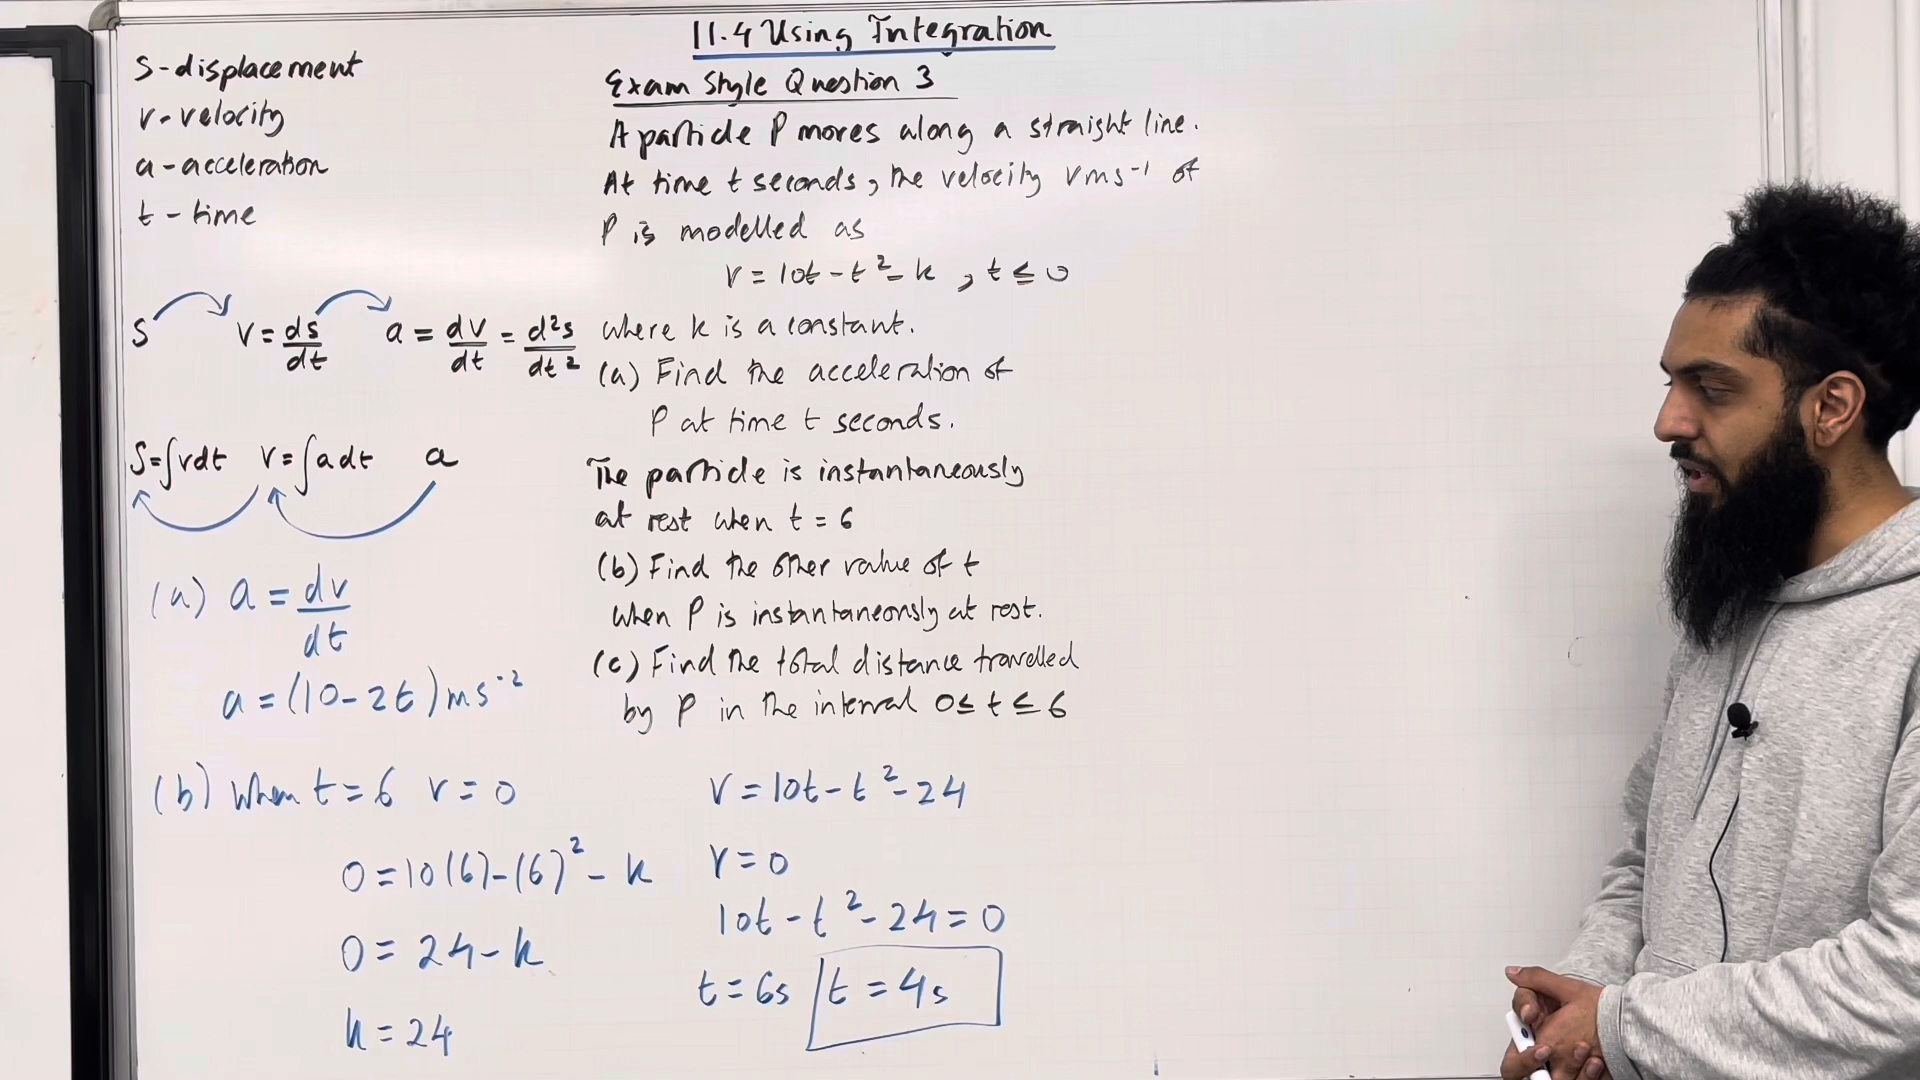 11.4 Using Integration
s - displacement
v - velocity
a - acceleration
t - time
S v = ds/dt a = dv/dt = d²s/dt²
S = ∫vdt v = ∫adt a
Exam Style Question 3
A particle P moves along a straight line.
At time t seconds, the velocity v ms⁻¹ of
P is modelled as
v = 10t - t² - k , t ≤ 0
where k is a constant.
(a) Find the acceleration of
P at time t seconds.
The particle is instantaneously
at rest when t = 6
(b) Find the other value of t
when P is instantaneously at rest.
(c) Find the total distance travelled
by P in the interval 0 ≤ t ≤ 6
(a) a = dv/dt
a = (10 - 2t) ms⁻²
(b) when t = 6 v = 0
0 = 10(6) - (6)² - k
0 = 24 - k
k = 24
v = 10t - t² - 24
v = 0
10t - t² - 24 = 0
t = 6s t = 4s